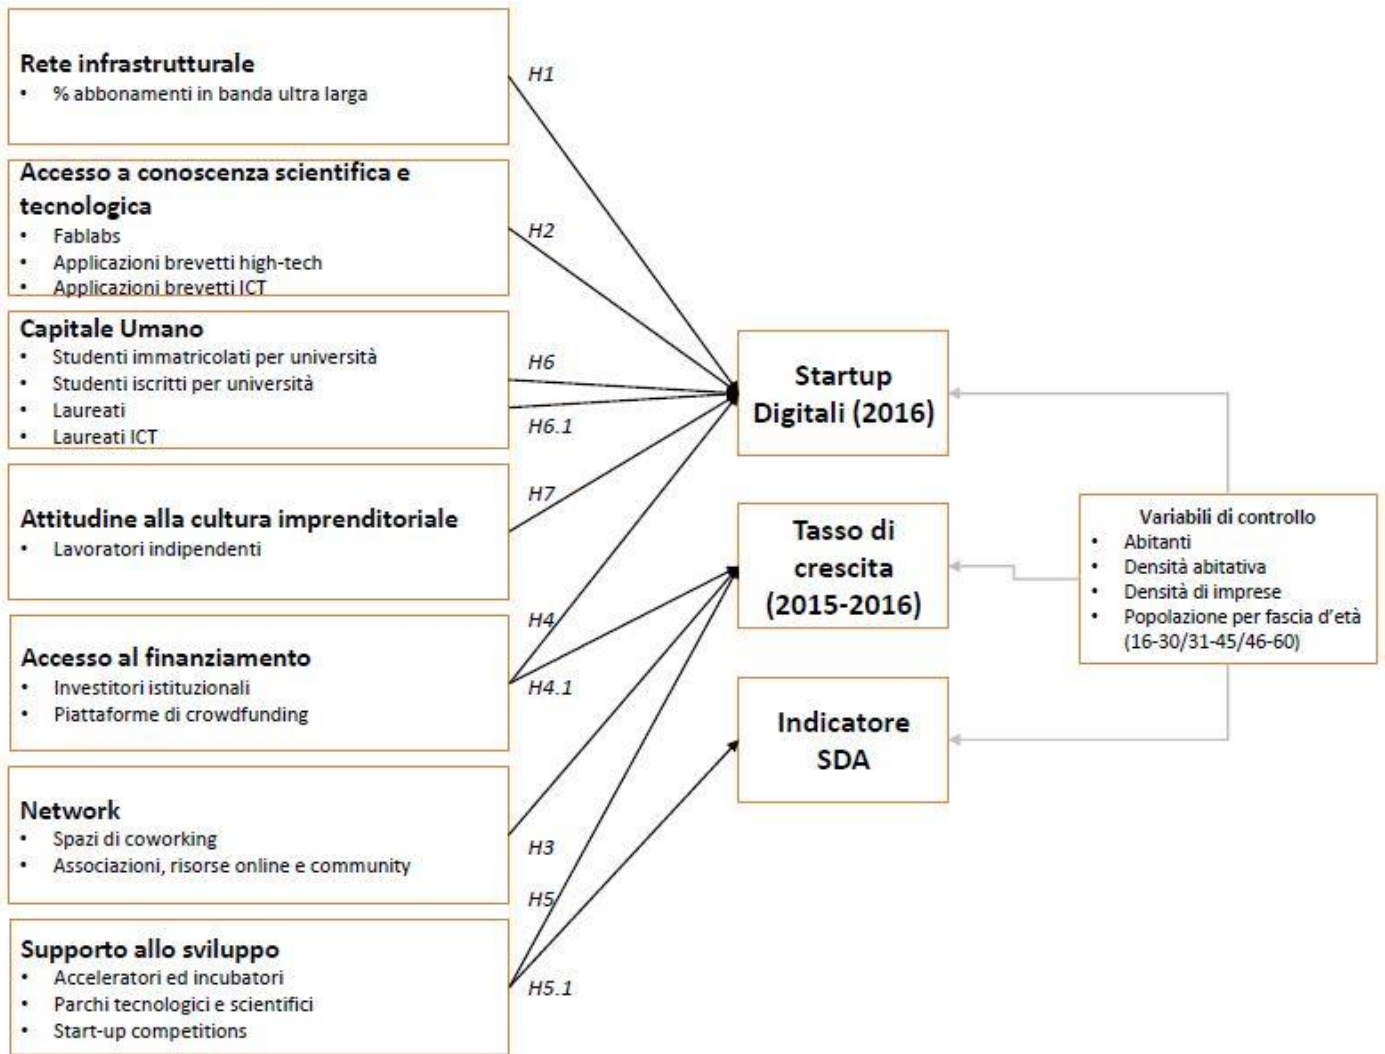 Rete infrastrutturale
• % abbonamenti in banda ultra larga
H1
Accesso a conoscenza scientifica e
tecnologica
• Fablabs
• Applicazioni brevetti high-tech
• Applicazioni brevetti ICT
H2
Capitale Umano
• Studenti immatricolati per università
• Studenti iscritti per università
• Laureati
• Laureati ICT
H6
H6.1
Attitudine alla cultura imprenditoriale
• Lavoratori indipendenti
H7
Accesso al finanziamento
• Investitori istituzionali
• Piattaforme di crowdfunding
H4
H4.1
Network
• Spazi di coworking
• Associazioni, risorse online e community
H3
Supporto allo sviluppo
• Acceleratori ed incubatori
• Parchi tecnologici e scientifici
• Start-up competitions
H5
H5.1
Startup
Digitali (2016)
Tasso di
crescita
(2015-2016)
Indicatore
SDA
Variabili di controllo
• Abitanti
• Densità abitativa
• Densità di imprese
• Popolazione per fascia d'età
(16-30/31-45/46-60)